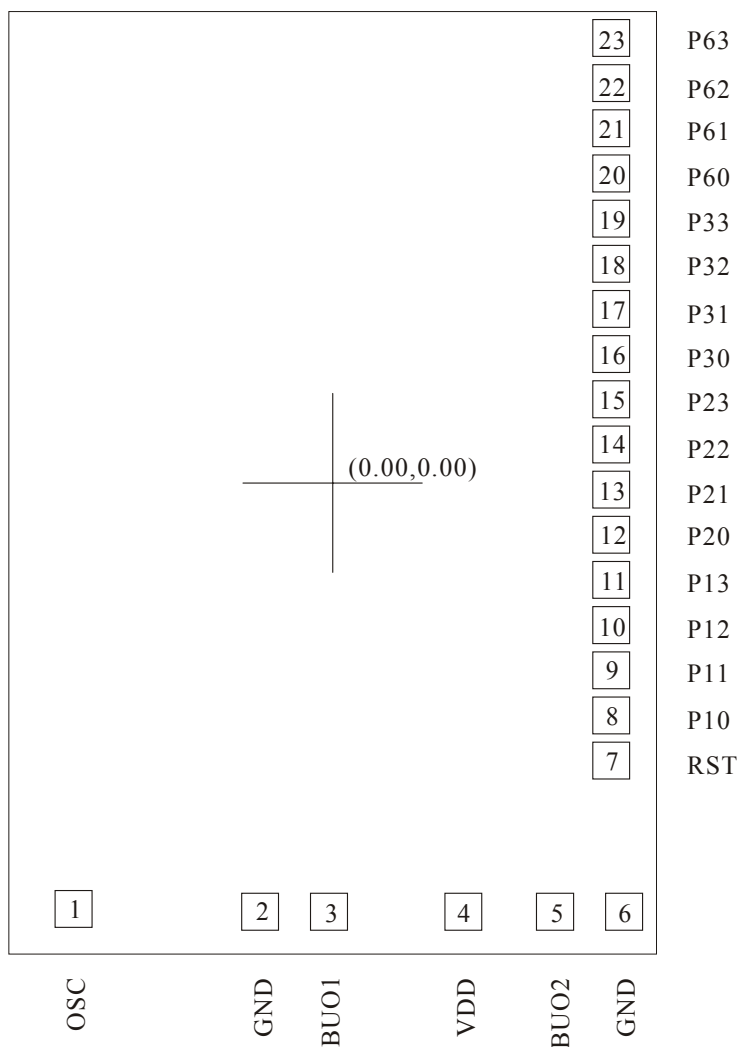 23 P63
22 P62
21 P61
20 P60
19 P33
18 P32
17 P31
16 P30
15 P23
14 P22
(0.00,0.00)
13 P21
12 P20
11 P13
10 P12
9 P11
8 P10
7 RST
1 2 3 4 5 6
OSC GND BUO1 VDD BUO2 GND